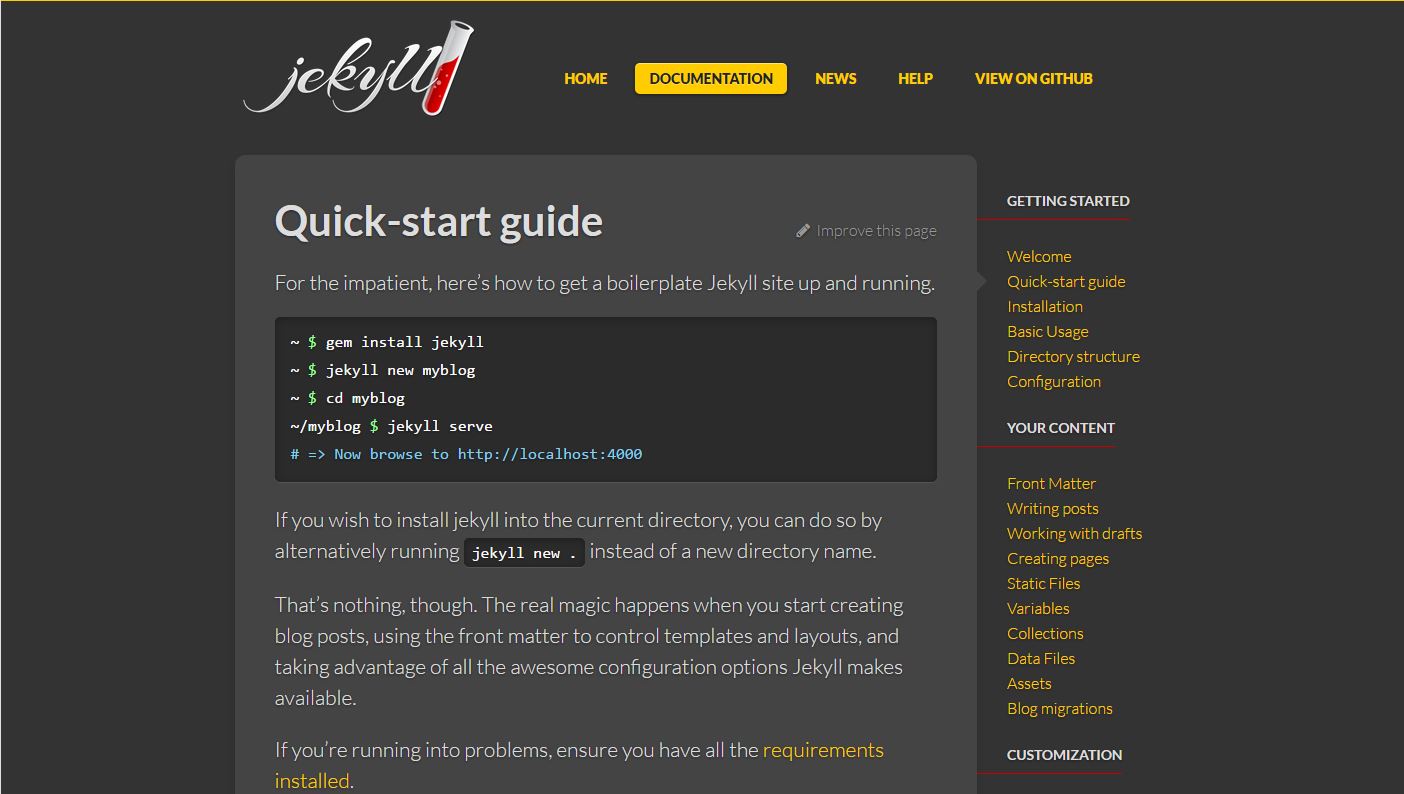 jekyll
HOME
DOCUMENTATION
NEWS
HELP
VIEW ON GITHUB
Quick-start guide
Improve this page
For the impatient, here’s how to get a boilerplate Jekyll site up and running.
~ $ gem install jekyll
~ $ jekyll new myblog
~ $ cd myblog
~/myblog $ jekyll serve
# => Now browse to http://localhost:4000
If you wish to install jekyll into the current directory, you can do so by
alternatively running jekyll new . instead of a new directory name.
That’s nothing, though. The real magic happens when you start creating
blog posts, using the front matter to control templates and layouts, and
taking advantage of all the awesome configuration options Jekyll makes
available.
If you’re running into problems, ensure you have all the requirements
installed.
GETTING STARTED
Welcome
Quick-start guide
Installation
Basic Usage
Directory structure
Configuration
YOUR CONTENT
Front Matter
Writing posts
Working with drafts
Creating pages
Static Files
Variables
Collections
Data Files
Assets
Blog migrations
CUSTOMIZATION